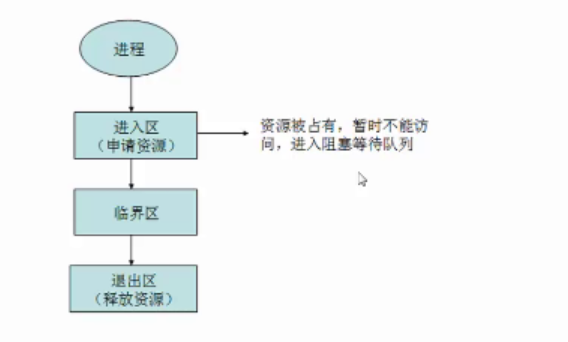 进程
进入区
（申请资源）
资源被占有，暂时不能访
问，进入阻塞等待队列
临界区
退出区
（释放资源）